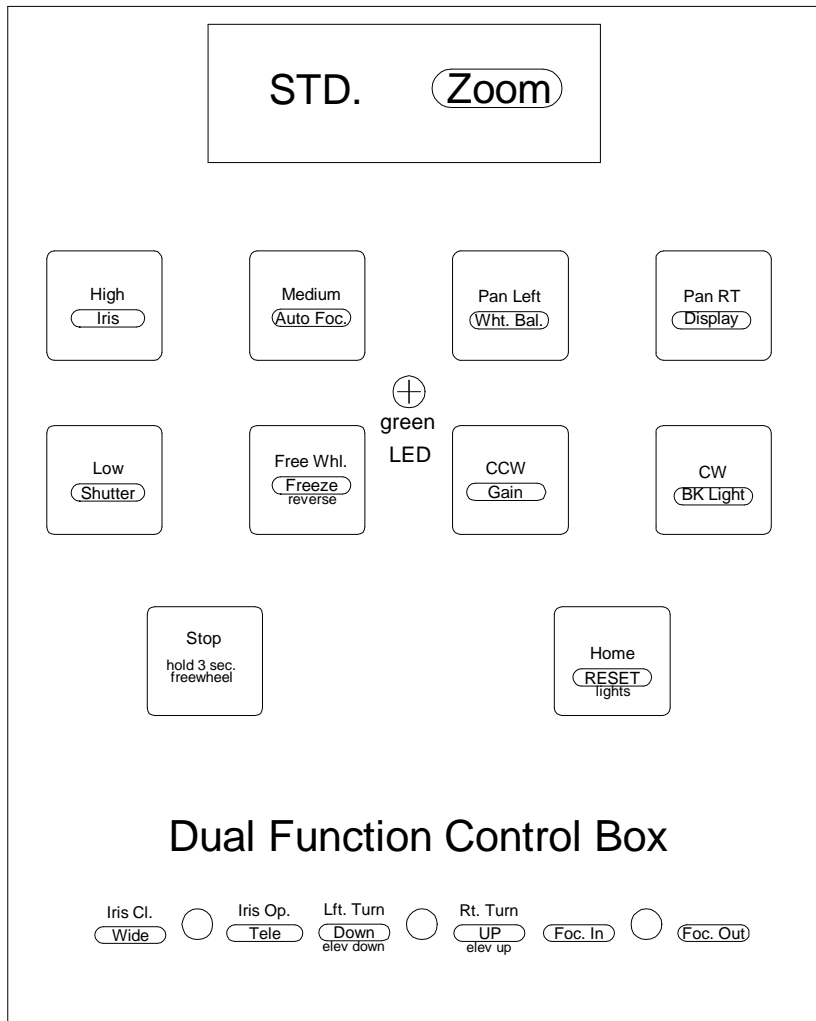 STD. Zoom
High Medium Pan Left Pan RT
Iris Auto Foc. Wht. Bal. Display
green
LED
Low Free Whl. CCW CW
Shutter Freeze Gain BK Light
reverse
Stop Home
hold 3 sec. RESET
freewheel lights
Dual Function Control Box
Iris Cl. Iris Op. Lft. Turn Rt. Turn
Wide Tele Down UP Foc. In Foc. Out
elev down elev up